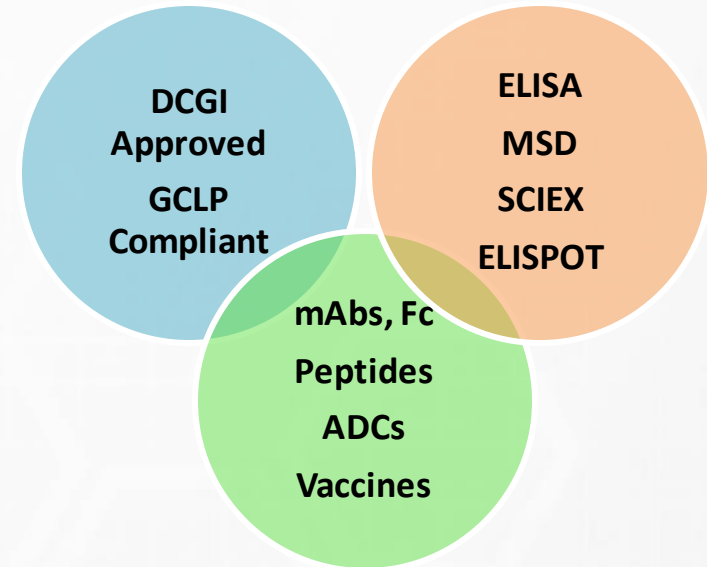 DCGI
Approved
GCLP
Compliant
ELISA
MSD
SCIEX
ELISPOT
mAbs, Fc
Peptides
ADCs
Vaccines